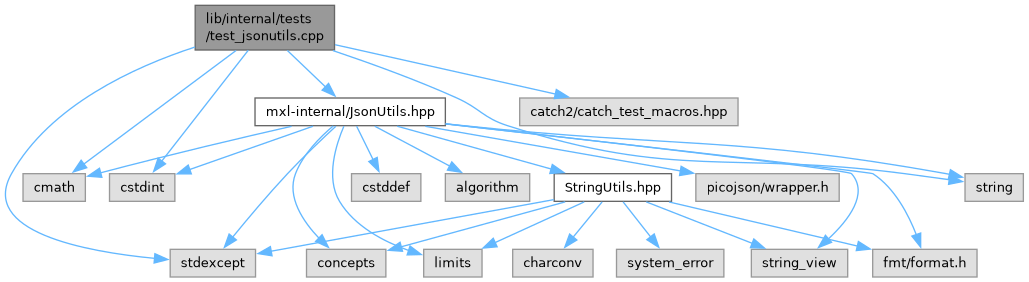 lib/internal/tests
/test_jsonutils.cpp
mxl-internal/JsonUtils.hpp
catch2/catch_test_macros.hpp
cmath
cstdint
cstddef
algorithm
StringUtils.hpp
picojson/wrapper.h
string
stdexcept
concepts
limits
charconv
system_error
string_view
fmt/format.h